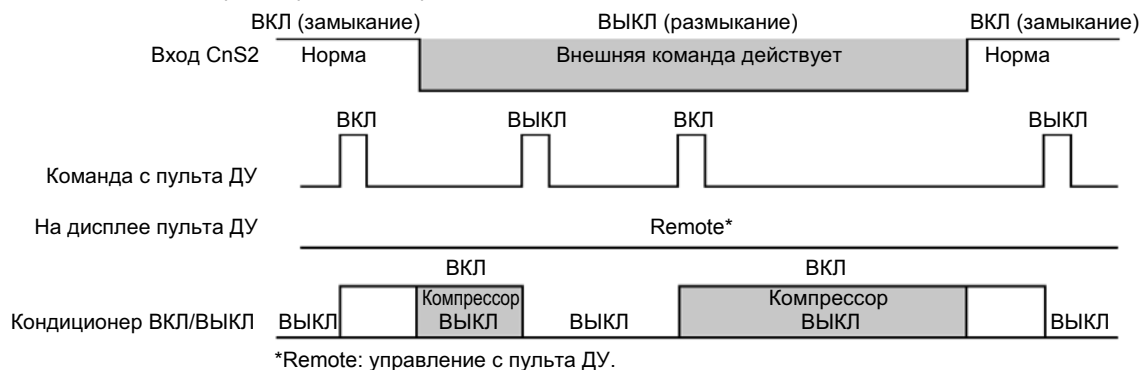 ВКЛ (замыкание) ВЫКЛ (размыкание) ВКЛ (замыкание)
Вход CnS2 Норма Внешняя команда действует Норма
ВКЛ ВЫКЛ ВКЛ ВЫКЛ
Команда с пульта ДУ
На дисплее пульта ДУ Remote*
ВКЛ ВКЛ
Компрессор Компрессор
Кондиционер ВКЛ/ВЫКЛ ВЫКЛ ВЫКЛ ВЫКЛ ВЫКЛ ВЫКЛ
*Remote: управление с пульта ДУ.